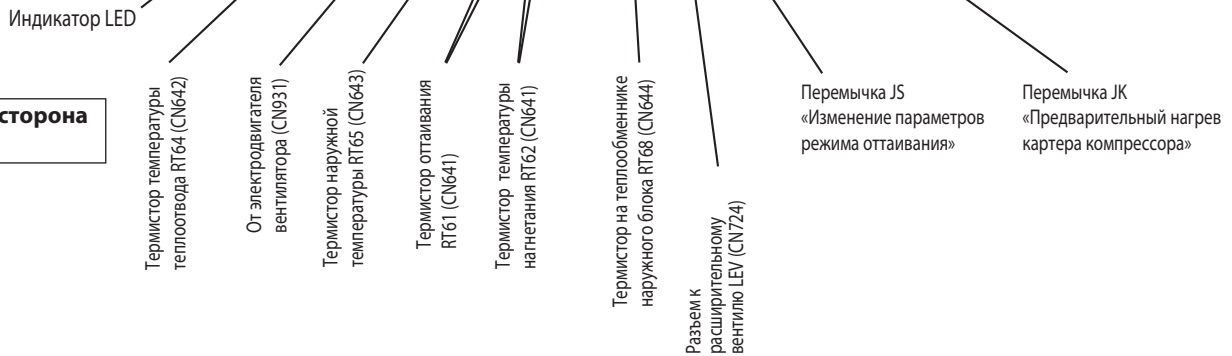 Индикатор LED
сторона
Термистор температуры
теплоотвода RT64 (CN642)
От электродвигателя
вентилятора (CN931)
Термистор наружной
температуры RT65 (CN643)
Термистор оттаивания
RT61 (CN641)
Термистор температуры
нагнетания RT62 (CN641)
Термистор на теплообменнике
наружного блока RT68 (CN644)
Разъем к
расширительному
вентилю LEV (CN724)
Перемычка JS
«Изменение параметров
режима оттаивания»
Перемычка JK
«Предварительный нагрев
картера компрессора»